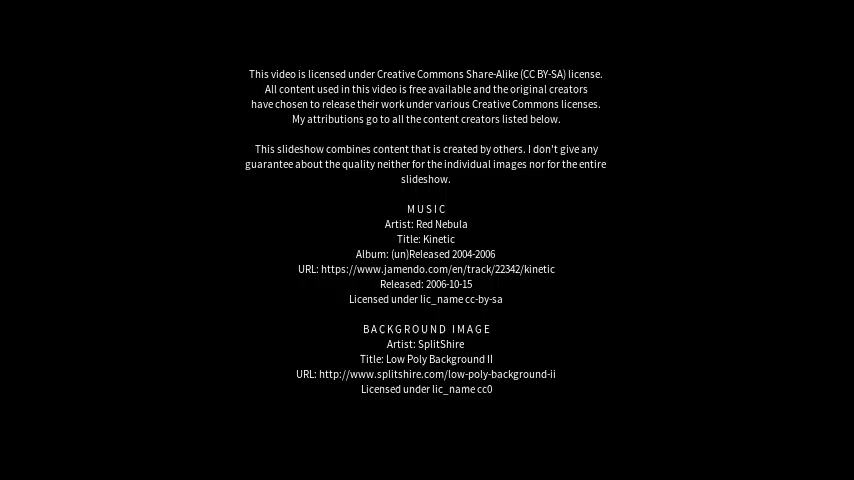 This video is licensed under Creative Commons Share-Alike (CC BY-SA) license.
All content used in this video is free available and the original creators
have chosen to release their work under various Creative Commons licenses.
My attributions go to all the content creators listed below.
This slideshow combines content that is created by others. I don't give any
guarantee about the quality neither for the individual images nor for the entire
slideshow.
MUSIC
Artist: Red Nebula
Title: Kinetic
Album: (un)Released 2004-2006
URL: https://www.jamendo.com/en/track/22342/kinetic
Released: 2006-10-15
Licensed under lic_name cc-by-sa
BACKGROUND IMAGE
Artist: SplitShire
Title: Low Poly Background II
URL: http://www.splitshire.com/low-poly-background-ii
Licensed under lic_name cc0